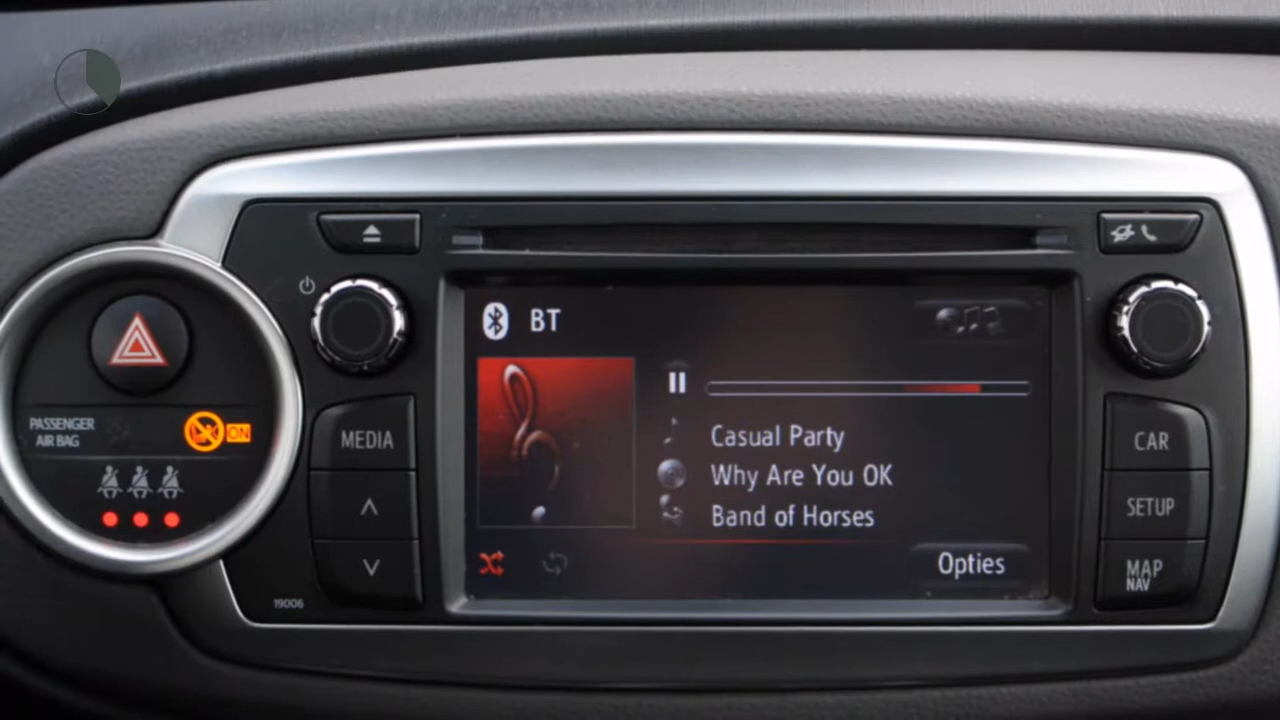 BT
PASSENGER
AIR BAG
ON
MEDIA
Casual Party
Why Are You OK
Band of Horses
Opties
CAR
SETUP
MAP
NAV
19006